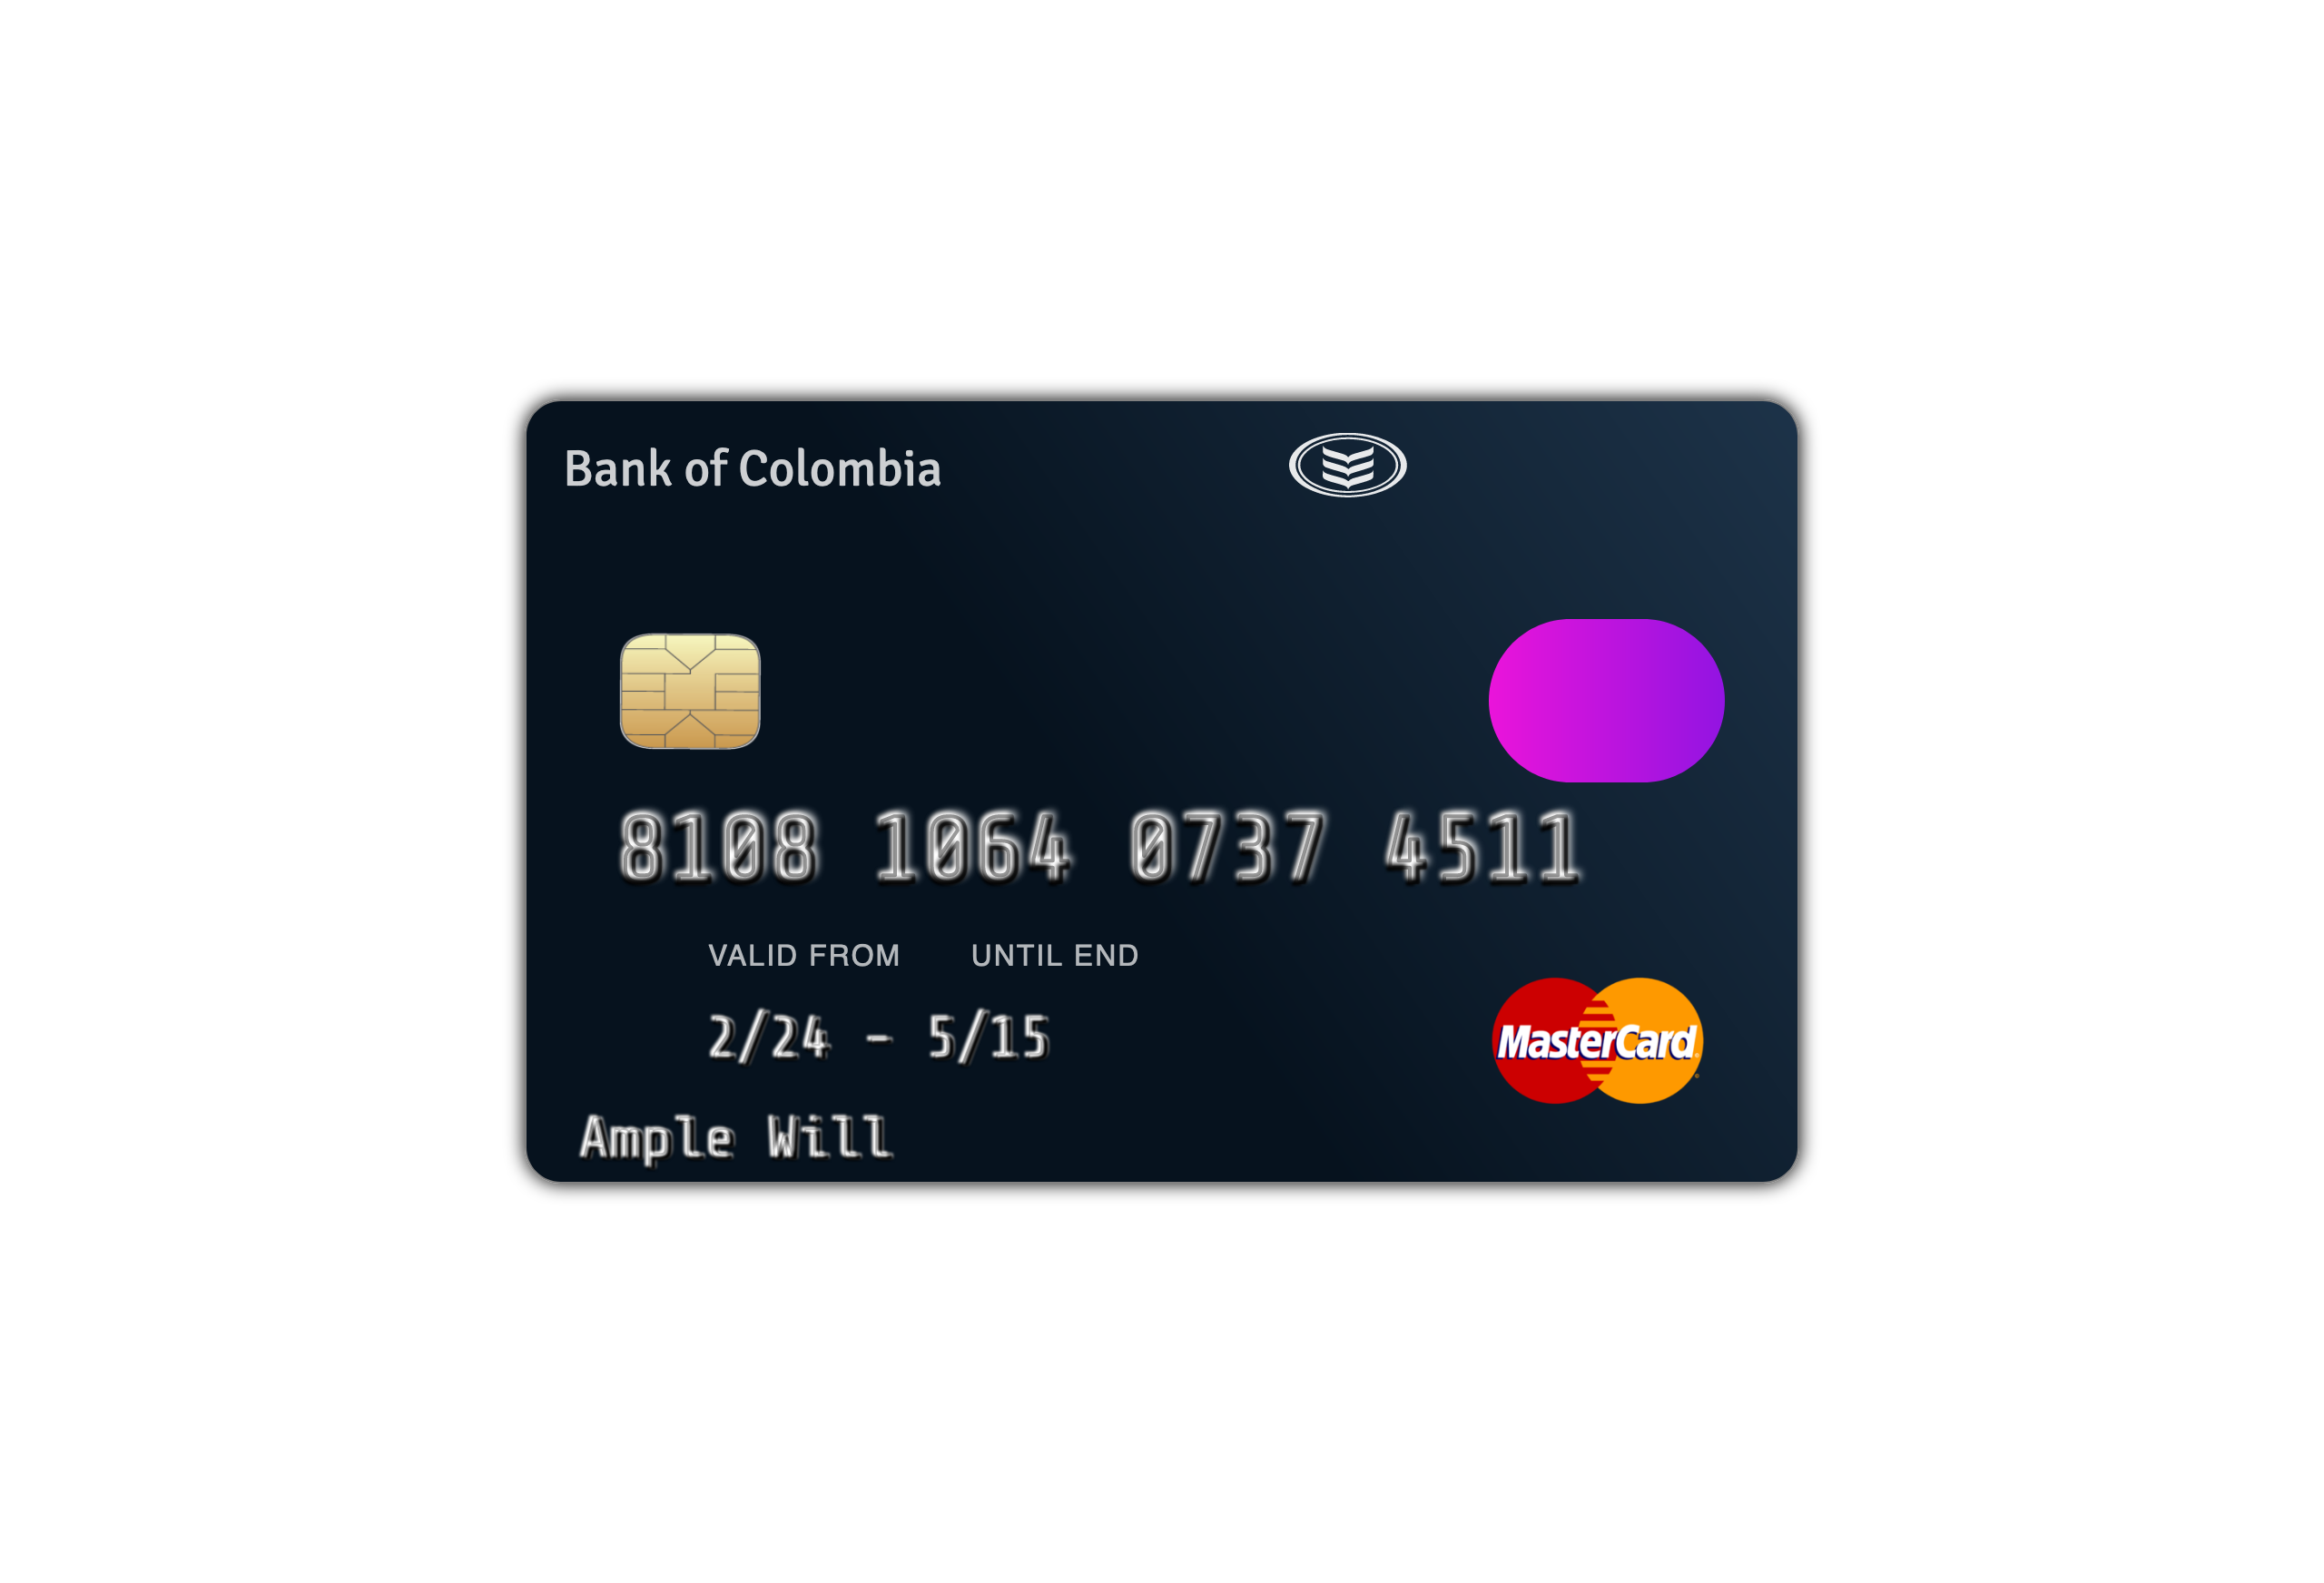 Bank of Colombia
8108 1064 0737 4511
VALID FROM UNTIL END
2/24 - 5/15
MasterCard
Ample Will